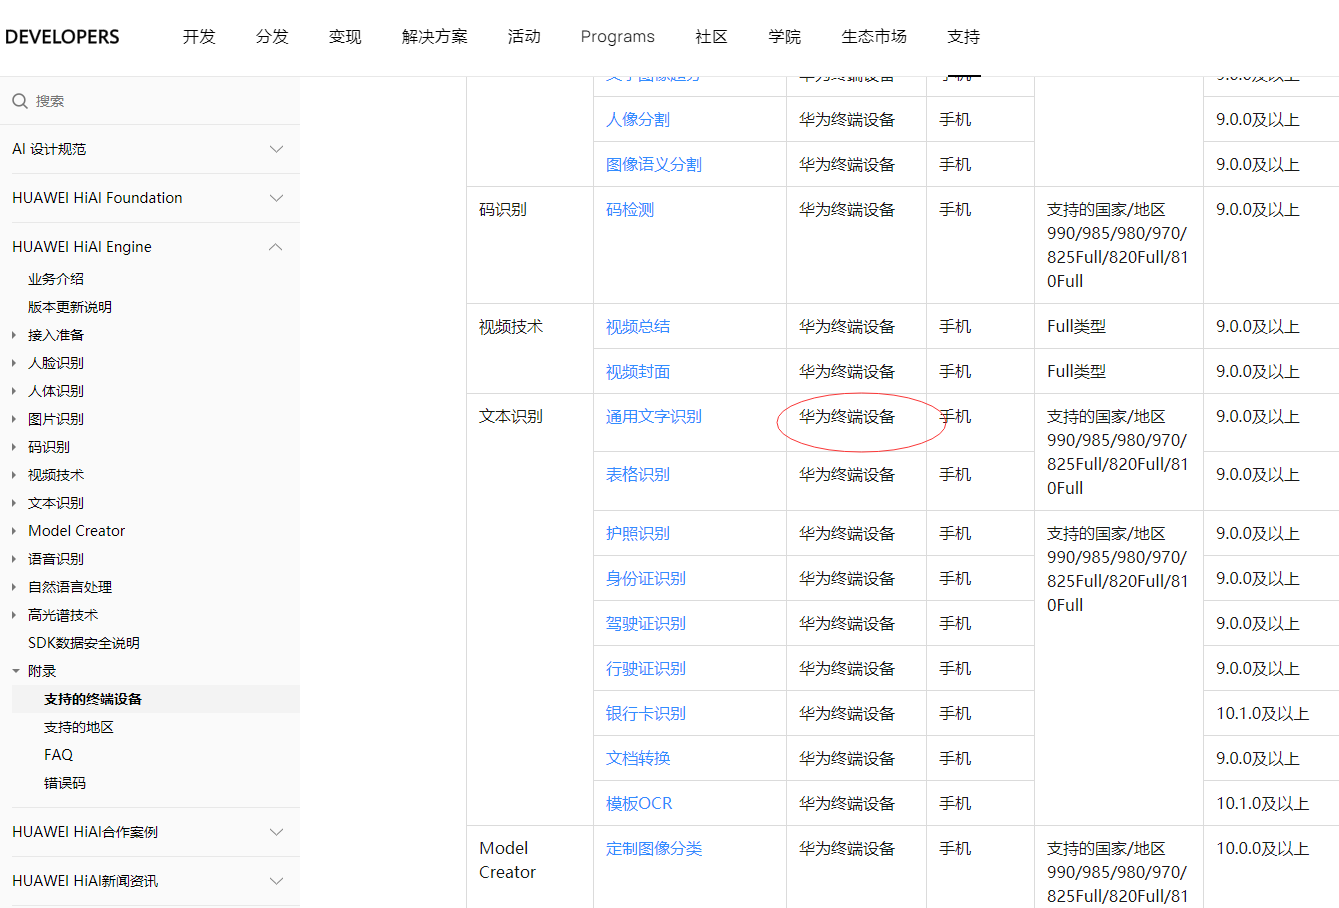 DEVELOPERS
开发
分发
变现
解决方案
活动
Programs
社区
学院
生态市场
支持
搜索
AI 设计规范
HUAWEI HiAI Foundation
HUAWEI HiAI Engine
业务介绍
版本更新说明
接入准备
人脸识别
人体识别
图片识别
码识别
视频技术
文本识别
Model Creator
语音识别
自然语言处理
高光谱技术
SDK数据安全说明
附录
支持的终端设备
支持的地区
FAQ
错误码
HUAWEI HiAI合作案例
HUAWEI HiAI新闻资讯
文字图像超分 华为终端设备 手机 9.0.0及以上
人像分割 华为终端设备 手机 9.0.0及以上
图像语义分割 华为终端设备 手机 9.0.0及以上
码识别 码检测 华为终端设备 手机 支持的国家/地区 9.0.0及以上
990/985/980/970/
825Full/820Full/81
0Full
视频技术 视频总结 华为终端设备 手机 Full类型 9.0.0及以上
视频封面 华为终端设备 手机 Full类型 9.0.0及以上
文本识别 通用文字识别 华为终端设备 手机 支持的国家/地区 9.0.0及以上
990/985/980/970/
825Full/820Full/81
0Full
表格识别 华为终端设备 手机 9.0.0及以上
护照识别 华为终端设备 手机 支持的国家/地区 9.0.0及以上
990/985/980/970/
825Full/820Full/81
0Full
身份证识别 华为终端设备 手机 9.0.0及以上
驾驶证识别 华为终端设备 手机 9.0.0及以上
行驶证识别 华为终端设备 手机 9.0.0及以上
银行卡识别 华为终端设备 手机 10.1.0及以上
文档转换 华为终端设备 手机 9.0.0及以上
模板OCR 华为终端设备 手机 10.1.0及以上
Model
Creator
定制图像分类 华为终端设备 手机 支持的国家/地区 10.0.0及以上
990/985/980/970/
825Full/820Full/81